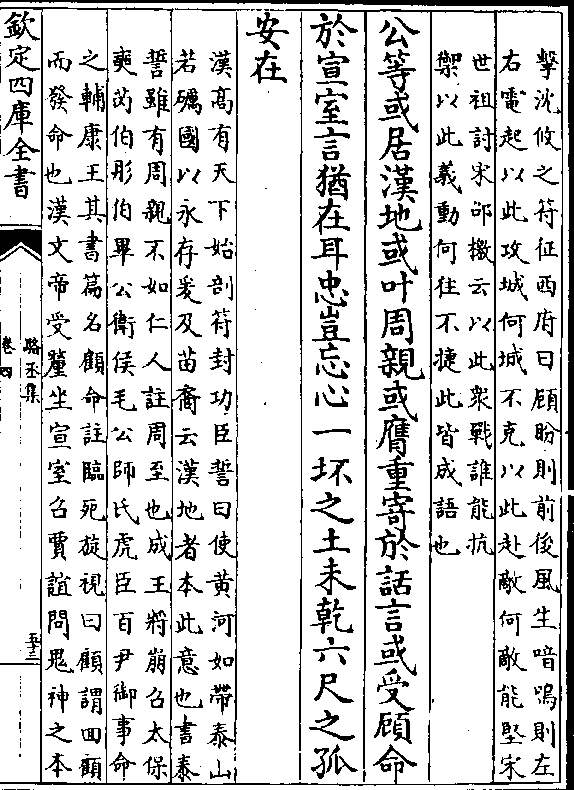 擊沈攸之符征西府曰顧盼則前後風生喑嗚則左
右電起以此攻城何城不克以此赴敵何敵能堅宋
世祖討宋邵檄云以此衆戰誰能抗
禦以此義動何往不捷此皆成語也
公等或居漢地或叶周親或膺重寄於話言或受顧命
於宣室言猶在耳忠豈忘心一坏之土未乾六尺之孤
安在
漢高有天下始剖符封功臣誓曰使黄河如帶泰山
若礪國以永存爰及苗裔云漢地者本此意也書泰
誓雖有周親不如仁人註周至也成王將崩召太保
奭芮伯彤伯畢公衛侯毛公師氏虎臣百尹御事命
之輔康王其書篇名顧命註臨死旋視曰顧謂回顧
而發命也漢文帝受釐坐宣室召賈誼問鬼神之本
欽定四庫全書
駱丞集
卷四
五十三